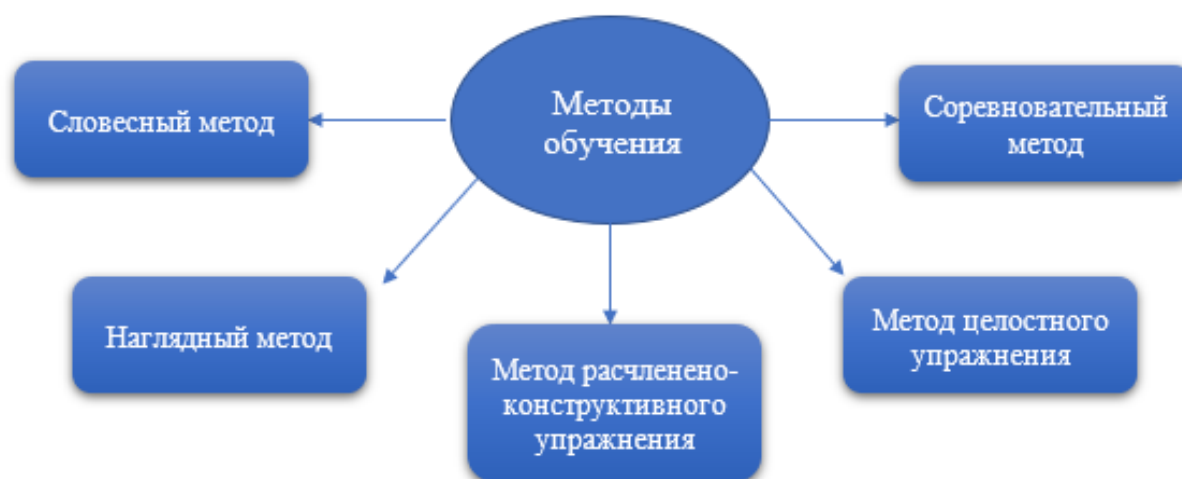 Методы
обучения
Словесный метод
Соревновательный
метод
Наглядный метод
Метод расчленено-
конструктивного
упражнения
Метод целостного
упражнения